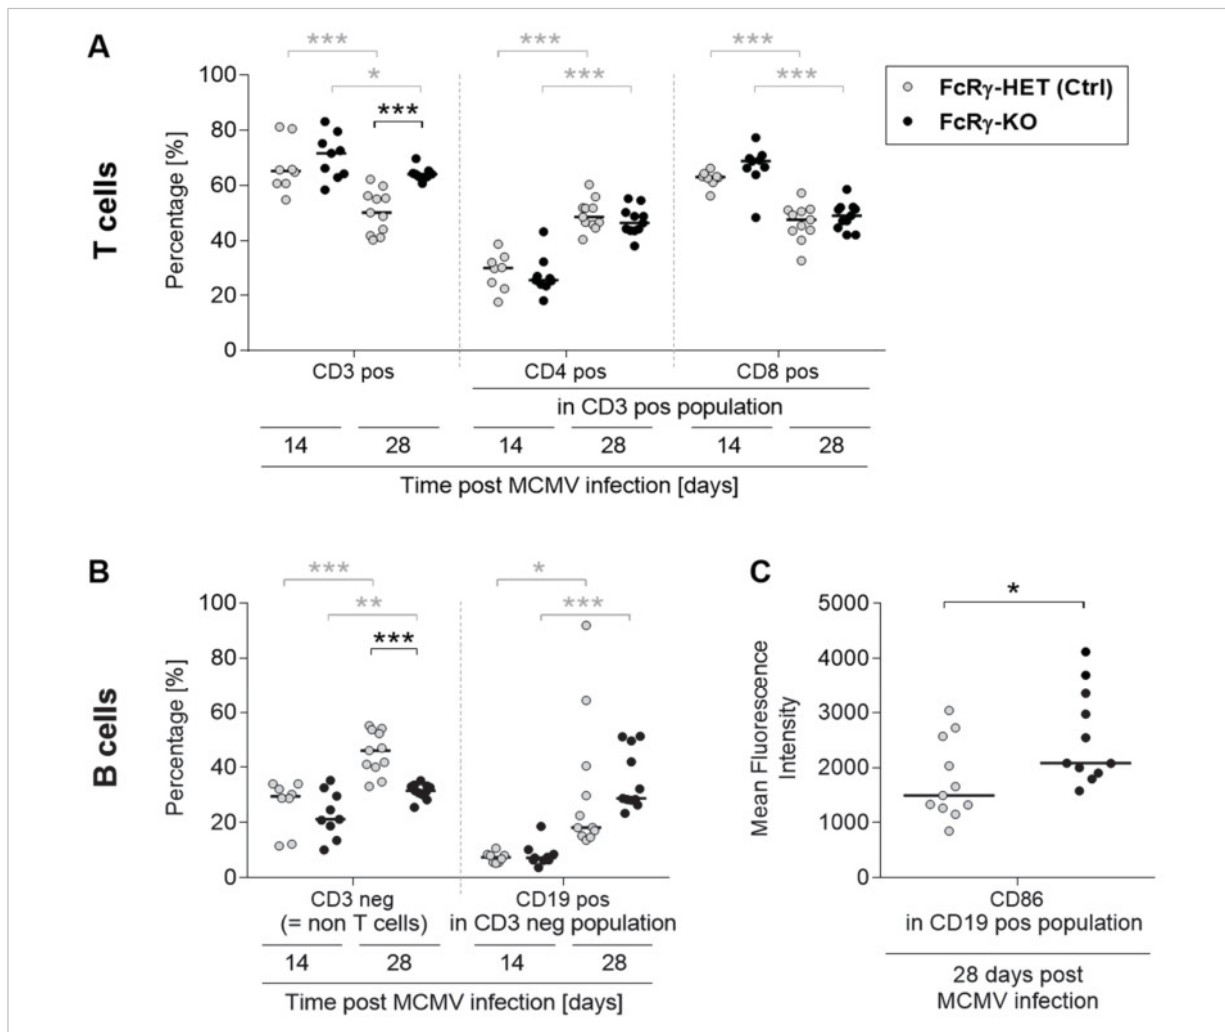 A
***
***
***
*
***
***
***
100
80
60
40
20
0
Percentage [%]
T cells
FcRγ-HET (Ctrl)
FcRγ-KO
CD3 pos
CD4 pos
CD8 pos
in CD3 pos population
14
28
14
28
14
28
Time post MCMV infection [days]
B
***
*
**
***
***
100
80
60
40
20
0
Percentage [%]
B cells
CD3 neg
(= non T cells)
CD19 pos
in CD3 neg population
14
28
14
28
Time post MCMV infection [days]
C
*
5000
4000
3000
2000
1000
0
Mean Fluorescence
Intensity
CD86
in CD19 pos population
28 days post
MCMV infection